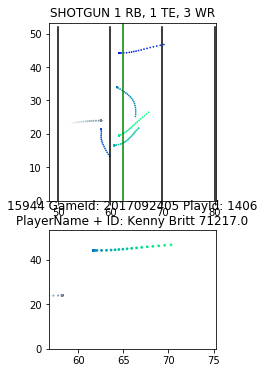 SHOTGUN 1 RB, 1 TE, 3 WR
50
40
30
20
10
0
50 60 70 80
15944 GameId: 2017092405 PlayId: 1406
PlayerName + ID: Kenny Britt 71217.0
40
20
0
60 65 70 75